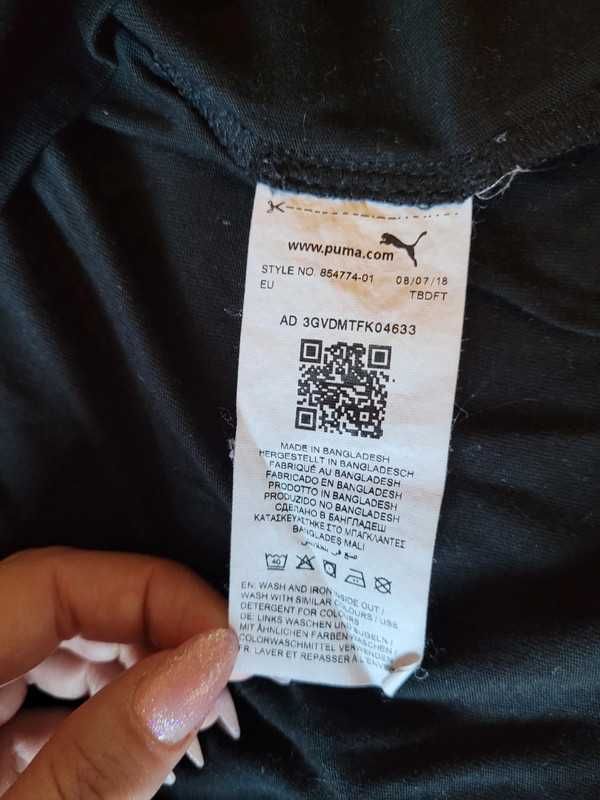 www.puma.com
STYLE NO. 854774-01 08/07/18
EU TBDFT
AD 3GVDMTFK04633
MADE IN BANGLADESH
HERGESTELLT IN BANGLADESCH
FABRIQUÉ AU BANGLADESH
FABRICADO EN BANGLADESH
PRODOTTO IN BANGLADESH
PRODUZIDO NO BANGLADESH
СДЕЛАНО В БАНГЛАДЕШ
ΚΑΤΑΣΚΕΥΑΣΤΗΚΕ ΣΤΟ ΜΠΑΓΚΛΑΝΤΕΣ
BANGLADES MALI
صنع في
40
EN: WASH AND IRON INSIDE OUT /
WASH WITH SIMILAR COLOURS / USE
DETERGENT FOR COLOURS
DE: LINKS WASCHEN UND BÜGELN /
MIT ÄHNLICHEN FARBEN WASCHEN /
COLORWASCHMITTEL VERWENDEN
FR: LAVER ET REPASSER À L'ENVE